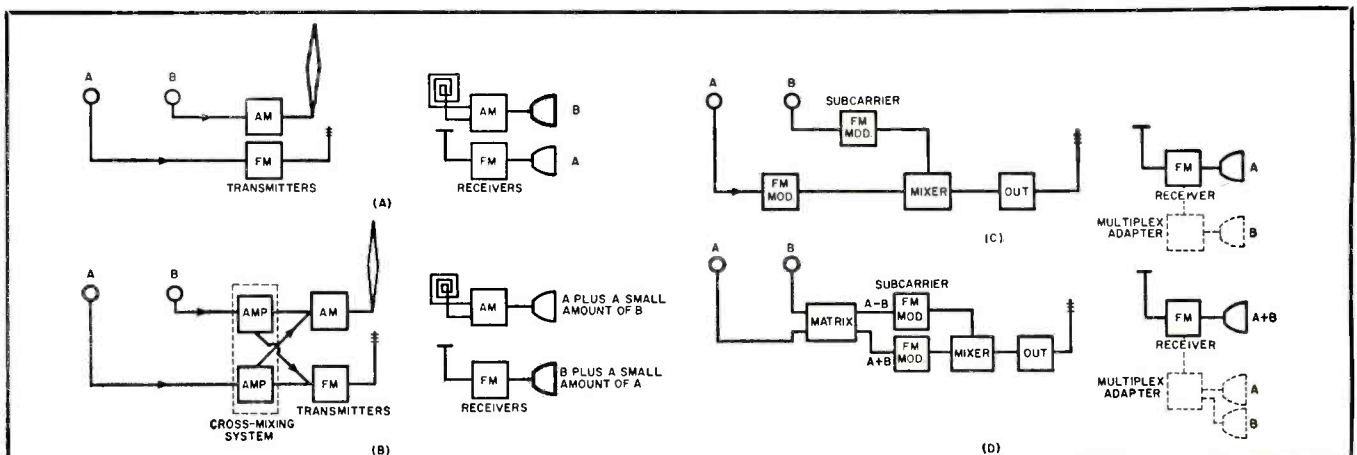 A
B
AM
FM
TRANSMITTERS
AM
B
FM
A
RECEIVERS
(A)
A
B
AMP
AM
AMP
FM
TRANSMITTERS
CROSS-MIXING
SYSTEM
AM
A PLUS A SMALL
AMOUNT OF B
FM
B PLUS A SMALL
AMOUNT OF A
RECEIVERS
(B)
A
B
SUBCARRIER
FM
MOD.
FM
MOD.
MIXER
OUT
FM
A
RECEIVER
MULTIPLEX
ADAPTER
B
(C)
A
B
SUBCARRIER
MATRIX
A-B
FM
MOD.
A+B
FM
MOD.
MIXER
OUT
FM
A+B
RECEIVER
MULTIPLEX
ADAPTER
A
B
(D)